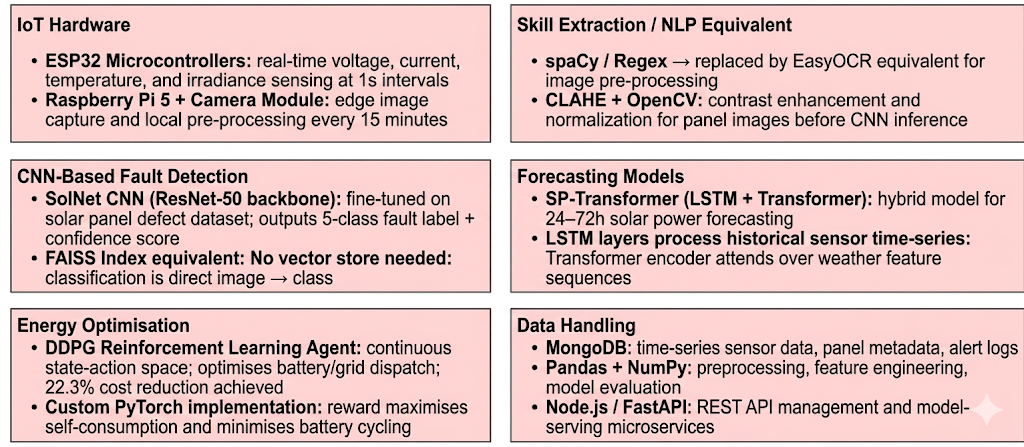 IoT Hardware
• ESP32 Microcontrollers: real-time voltage, current,
temperature, and irradiance sensing at 1s intervals
• Raspberry Pi 5 + Camera Module: edge image
capture and local pre-processing every 15 minutes
Skill Extraction / NLP Equivalent
• spaCy / Regex → replaced by EasyOCR equivalent for
image pre-processing
• CLAHE + OpenCV: contrast enhancement and
normalization for panel images before CNN inference
CNN-Based Fault Detection
• SolNet CNN (ResNet-50 backbone): fine-tuned on
solar panel defect dataset; outputs 5-class fault label +
confidence score
• FAISS Index equivalent: No vector store needed:
classification is direct image → class
Forecasting Models
• SP-Transformer (LSTM + Transformer): hybrid model for
24–72h solar power forecasting
• LSTM layers process historical sensor time-series:
Transformer encoder attends over weather feature
sequences
Energy Optimisation
• DDPG Reinforcement Learning Agent: continuous
state-action space; optimises battery/grid dispatch;
22.3% cost reduction achieved
• Custom PyTorch implementation: reward maximises
self-consumption and minimises battery cycling
Data Handling
• MongoDB: time-series sensor data, panel metadata, alert logs
• Pandas + NumPy: preprocessing, feature engineering,
model evaluation
• Node.js / FastAPI: REST API management and model-
serving microservices